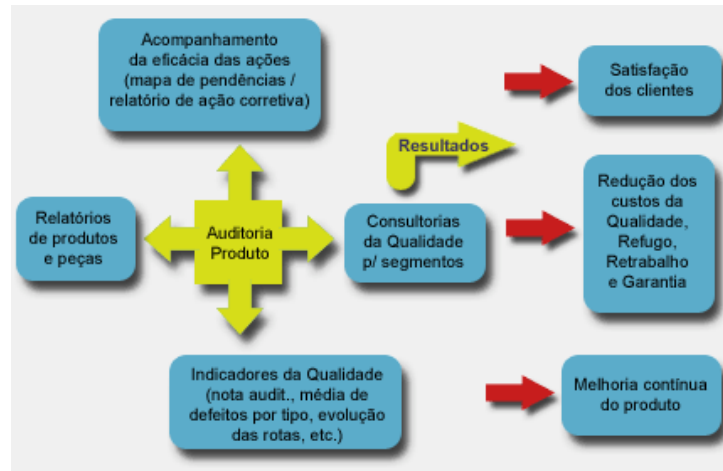 Acompanhamento
da eficácia das ações
(mapa de pendências /
relatório de ação corretiva)
Satisfação
dos clientes
Resultados
Relatórios
de produtos
e peças
Auditoria
Produto
Consultorias
da Qualidade
p/ segmentos
Redução dos
custos da
Qualidade,
Refugo,
Retrabalho
e Garantia
Indicadores da Qualidade
(nota audit., média de
defeitos por tipo, evolução
das rotas, etc.)
Melhoria contínua
do produto